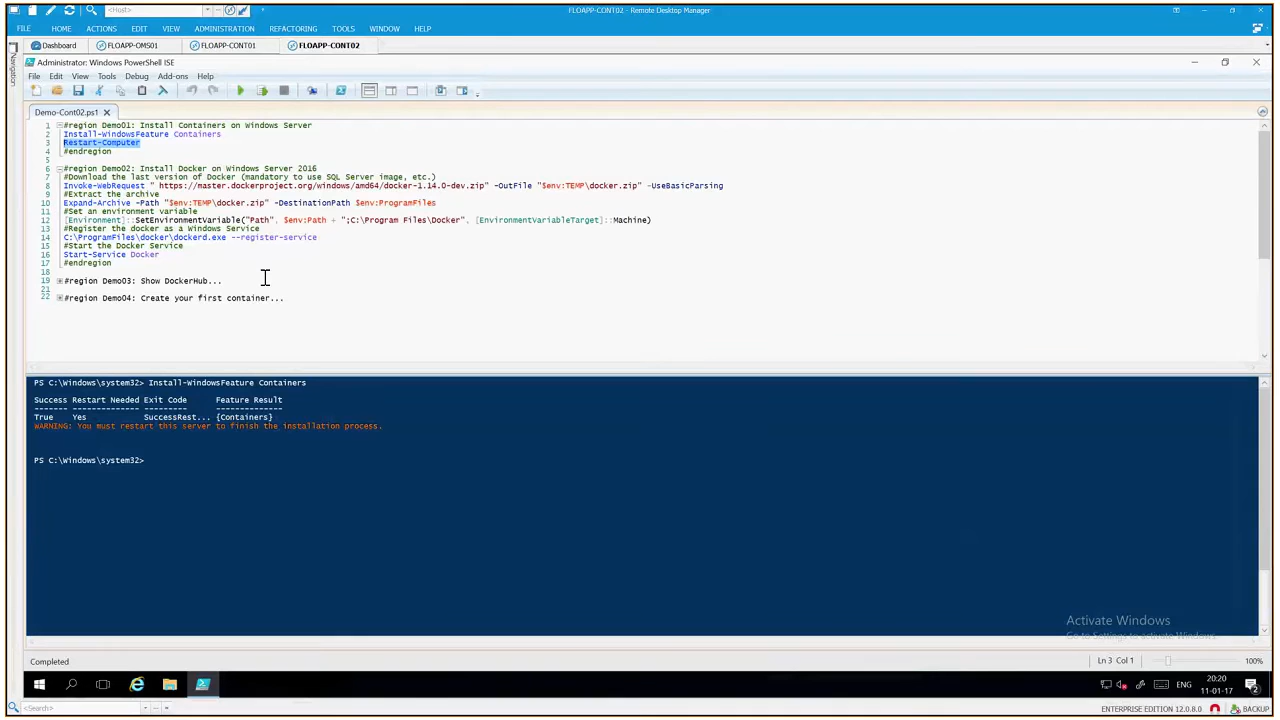 <Host>
FLOAPP-CONT02 - Remote Desktop Manager
FILE HOME ACTIONS EDIT VIEW ADMINISTRATION REFACTORING TOOLS WINDOW HELP
Dashboard FLOAPP-OMS01 FLOAPP-CONT01 FLOAPP-CONT02
Navigation
Administrator: Windows PowerShell ISE
File Edit View Tools Debug Add-ons Help
Demo-Cont02.ps1
1 #region Demo01: Install Containers on Windows Server
2 Install-WindowsFeature Containers
3 Restart-Computer
4 #endregion
5
6 #region Demo02: Install Docker on Windows Server 2016
7 #Download the last version of Docker (mandatory to use SQL Server image, etc.)
8 Invoke-WebRequest " https://master.dockerproject.org/windows/amd64/docker-1.14.0-dev.zip" -OutFile "$env:TEMP\docker.zip" -UseBasicParsing
9 #Extract the archive
10 Expand-Archive -Path "$env:TEMP\docker.zip" -DestinationPath $env:ProgramFiles
11 #Set an environment variable
12 [Environment]::SetEnvironmentVariable("Path", $env:Path + ";C:\Program Files\Docker", [EnvironmentVariableTarget]::Machine)
13 #Register the docker as a Windows Service
14 C:\ProgramFiles\docker\dockerd.exe --register-service
15 #Start the Docker Service
16 Start-Service Docker
17 #endregion
18
19 #region Demo03: Show DockerHub...
21
22 #region Demo04: Create your first container...
PS C:\Windows\system32> Install-WindowsFeature Containers
Success Restart Needed Exit Code Feature Result
------- -------------- --------- --------------
True Yes SuccessRest... {Containers}
WARNING: You must restart this server to finish the installation process.
PS C:\Windows\system32>
Activate Windows
Go to Settings to activate Windows.
Completed Ln 3 Col 1 100%
ENG 20:20
11-01-17 2
<Search> ENTERPRISE EDITION 12.0.8.0 BACKUP